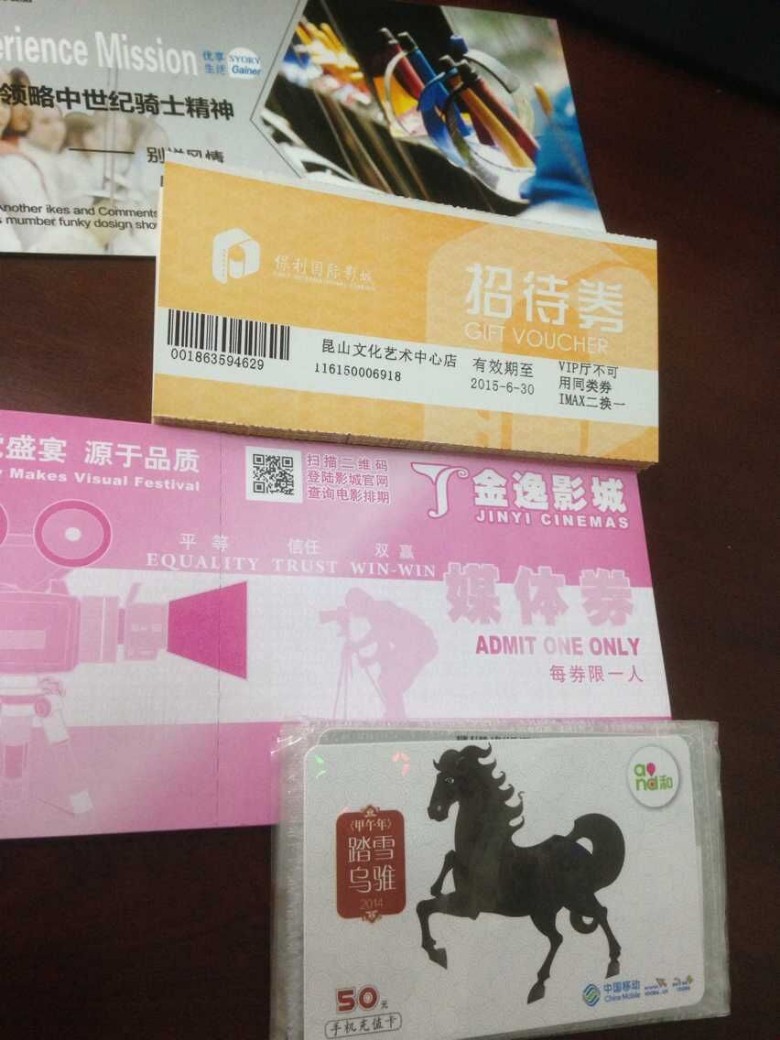 erience Mission
优享
生活
SYORY
Gainer
领略中世纪骑士精神
Another ikes and Comments
mumber funky dosign
保利国际影城
招待券
GIFT VOUCHER
001863594629
昆山文化艺术中心店
116150006918
有效期至
2015-6-30
VIP厅不可
用同类券
IMAX二换一
盛宴 源于品质
Makes Visual Festival
扫描二维码
登陆影城官网
查询电影排期
金逸影城
JINYI CINEMAS
平等 信任 双赢
EQUALITY TRUST WIN-WIN
媒体券
ADMIT ONE ONLY
每券限一人
and和
《甲午年》
踏雪
乌骓
2014
50元
手机充值卡
中国移动
China Mobile